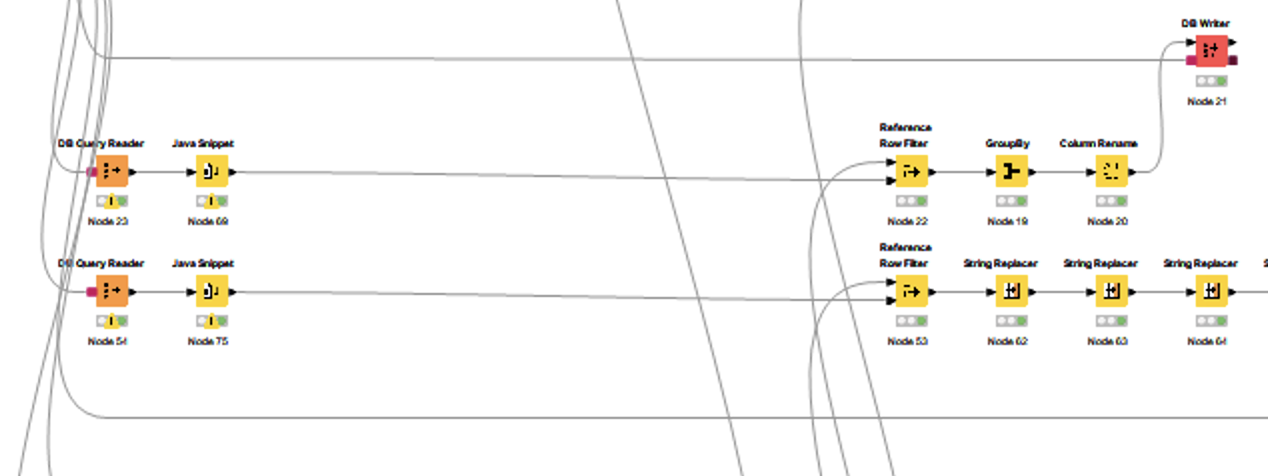 DB Writer
Node 21
Reference
Row Filter
DB Query Reader
Java Snippet
GroupBy
Column Rename
Node 23
Node 69
Node 22
Node 19
Node 20
Reference
Row Filter
DB Query Reader
Java Snippet
String Replacer
String Replacer
String Replacer
S
Node 54
Node 75
Node 53
Node 62
Node 63
Node 64